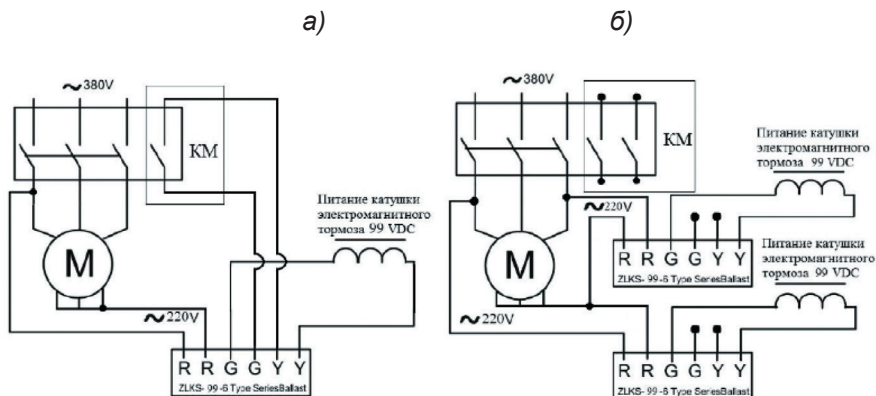 а)
б)
~380V
КМ
Питание катушки
электромагнитного
тормоза 99 VDC
М
~220V
R R G G Y Y
ZLKS- 99 -6 Type SeriesBallast
~380V
КМ
Питание катушки
электромагнитного
тормоза 99 VDC
~220V
R R G G Y Y
ZLKS- 99 -6 Type SeriesBallast
М
Питание катушки
электромагнитного
тормоза 99 VDC
~220V
R R G G Y Y
ZLKS- 99 -6 Type SeriesBallast